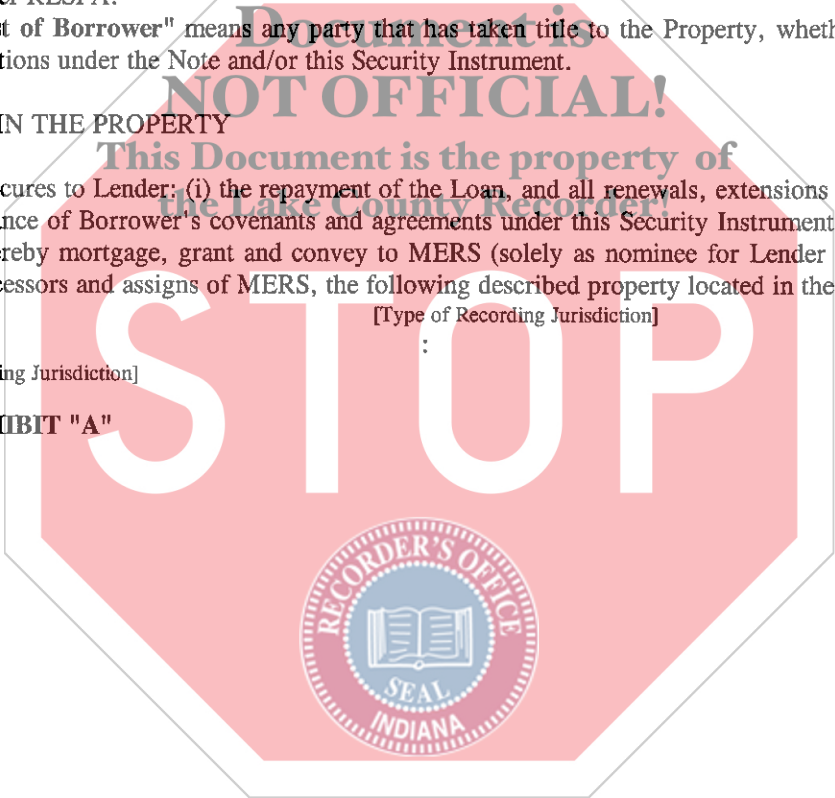 RESPA.
t of Borrower" means any party that has taken title to the Property, wheth
tions under the Note and/or this Security Instrument.
Document is
NOT OFFICIAL!
This Document is the property of
the Lake County Recorder!
IN THE PROPERTY
cures to Lender: (i) the repayment of the Loan, and all renewals, extensions
nce of Borrower's covenants and agreements under this Security Instrument
reby mortgage, grant and convey to MERS (solely as nominee for Lender
cessors and assigns of MERS, the following described property located in the
[Type of Recording Jurisdiction]
:
ing Jurisdiction]
IIBIT "A"
STOP
RECORDER'S OFFICE
SEAL
INDIANA